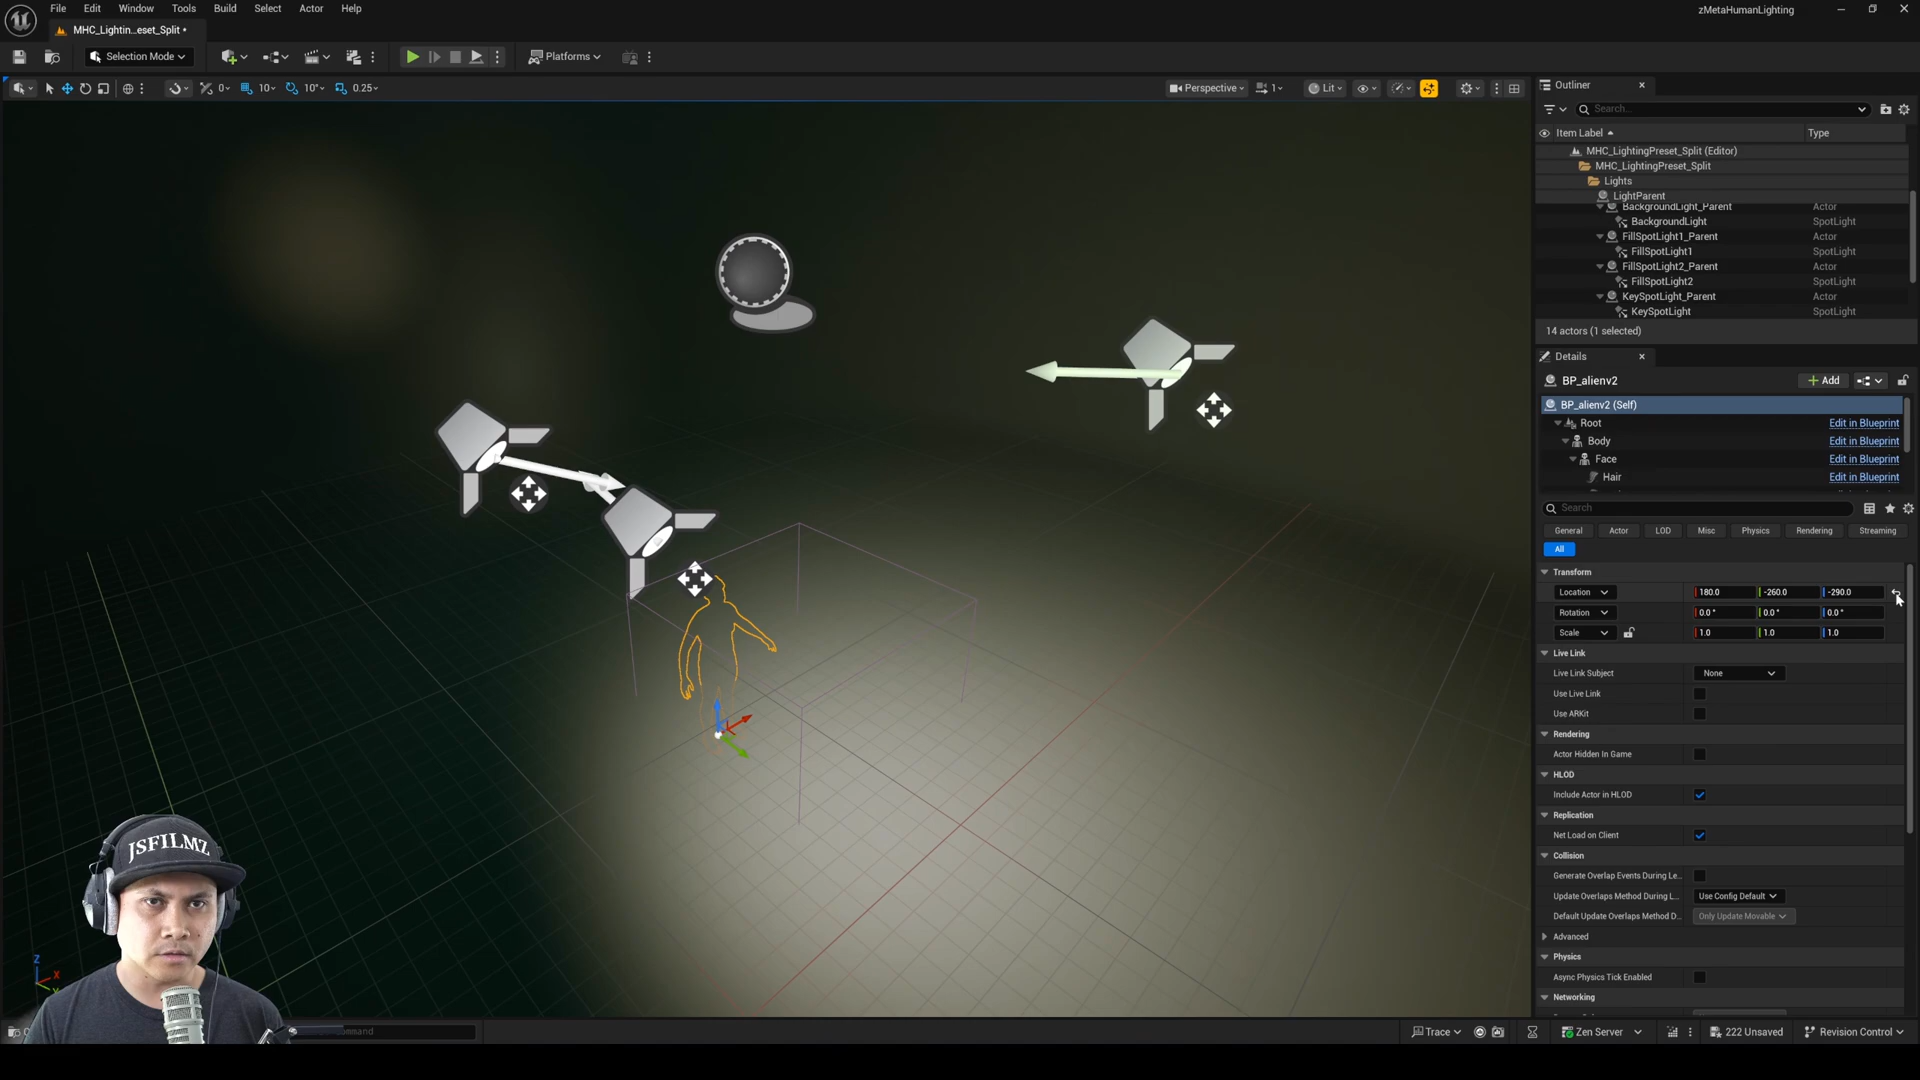 File Edit Window Tools Build Select Actor Help
zMetaHumanLighting
MHC_Lightin...eset_Split •
Selection Mode
Platforms
0 10 10° 0.25
Perspective 1 Lit
Outliner
Search...
Item Label Type
MHC_LightingPreset_Split (Editor)
MHC_LightingPreset_Split
Lights
LightParent
BackgroundLight_Parent Actor
BackgroundLight SpotLight
FillSpotLight1_Parent Actor
FillSpotLight1 SpotLight
FillSpotLight2_Parent Actor
FillSpotLight2 SpotLight
KeySpotLight_Parent Actor
KeySpotLight SpotLight
14 actors (1 selected)
Details
BP_alienv2 + Add
BP_alienv2 (Self)
Root Edit in Blueprint
Body Edit in Blueprint
Face Edit in Blueprint
Hair Edit in Blueprint
Search
General Actor LOD Misc Physics Rendering Streaming
All
Transform
Location 180.0 -260.0 -290.0
Rotation 0.0 ° 0.0 ° 0.0 °
Scale 1.0 1.0 1.0
Live Link
Live Link Subject None
Use Live Link
Use ARKit
Rendering
Actor Hidden In Game
HLOD
Include Actor in HLOD
Replication
Net Load on Client
Collision
Generate Overlap Events During Le...
Update Overlaps Method During L... Use Config Default
Default Update Overlaps Method D... Only Update Movable
Advanced
Physics
Async Physics Tick Enabled
Networking
JSFILMZ
Z
X
Y
Trace Zen Server 222 Unsaved Revision Control